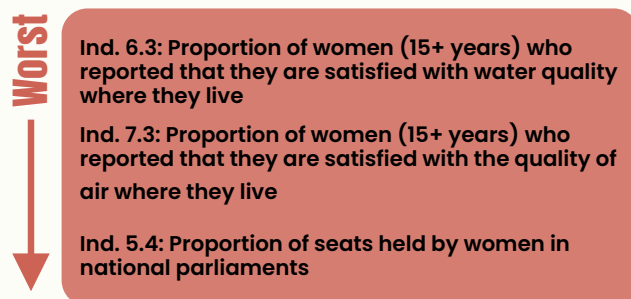 Worst
Ind. 6.3: Proportion of women (15+ years) who
reported that they are satisfied with water quality
where they live
Ind. 7.3: Proportion of women (15+ years) who
reported that they are satisfied with the quality of
air where they live
Ind. 5.4: Proportion of seats held by women in
national parliaments